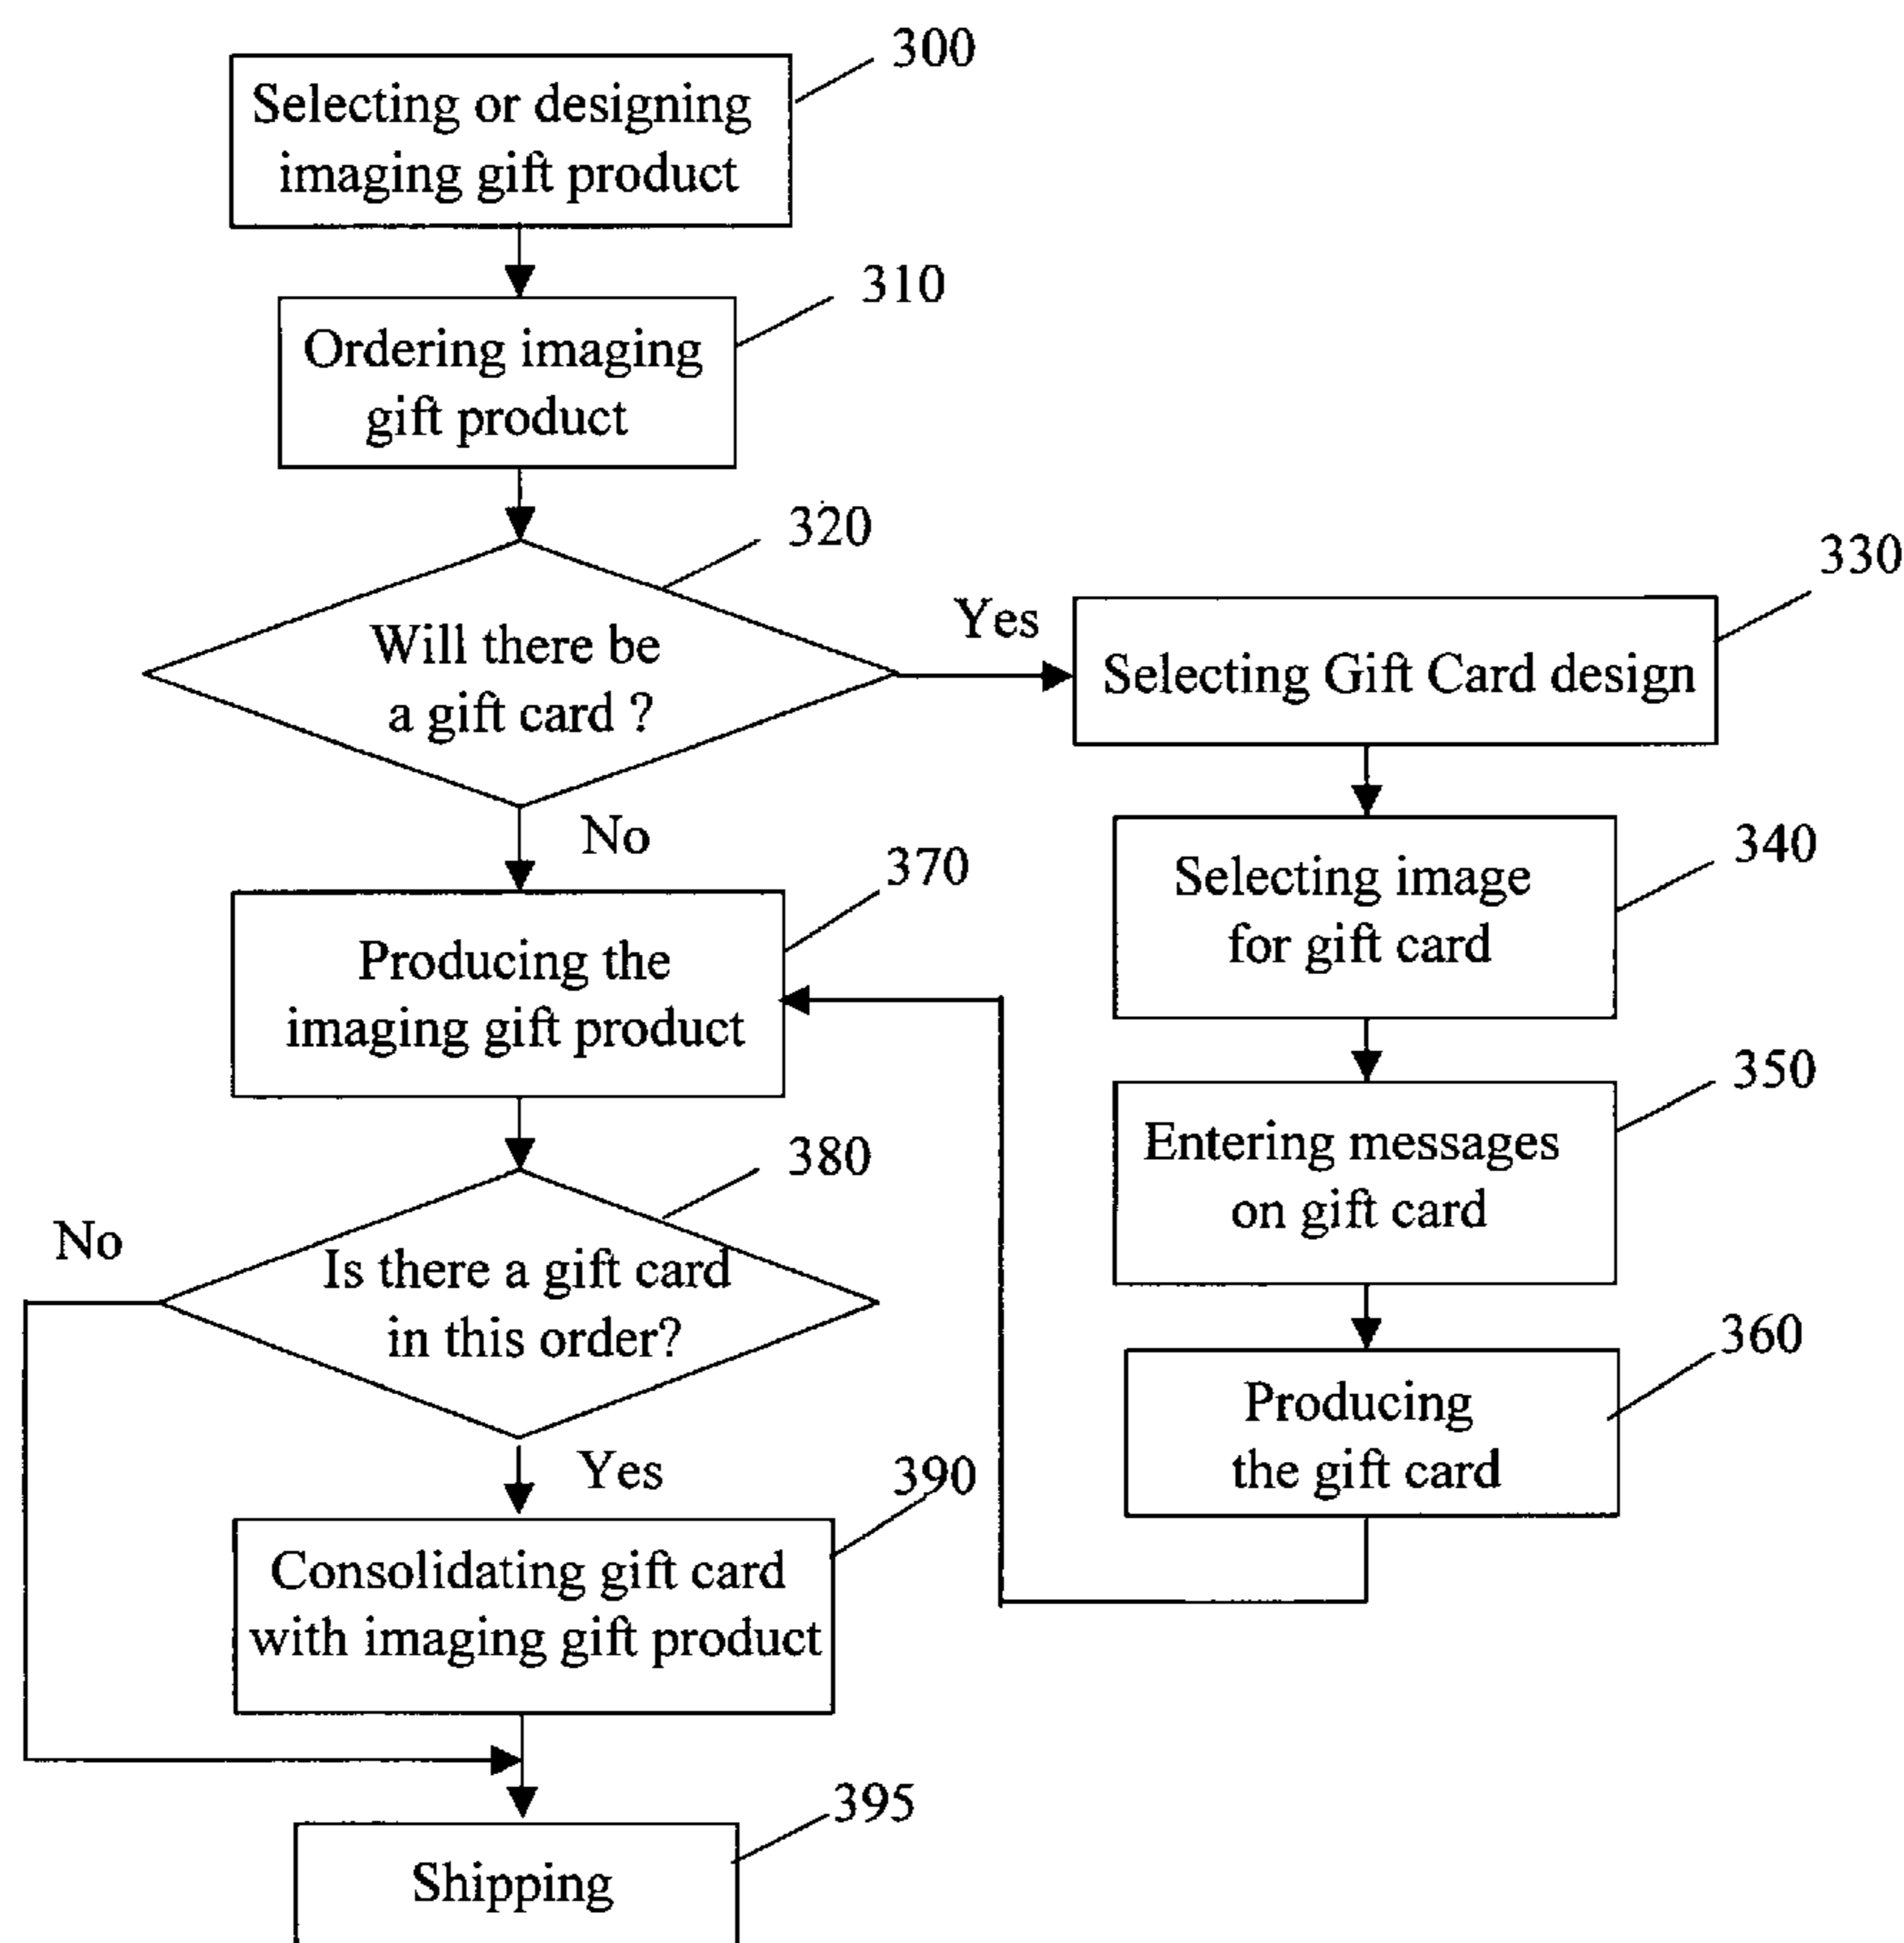 300
Selecting or designing
imaging gift product
310
Ordering imaging
gift product
320
Will there be
a gift card ?
Yes
No
330
Selecting Gift Card design
340
Selecting image
for gift card
350
Entering messages
on gift card
360
Producing
the gift card
370
Producing the
imaging gift product
380
Is there a gift card
in this order?
No
Yes
390
Consolidating gift card
with imaging gift product
395
Shipping